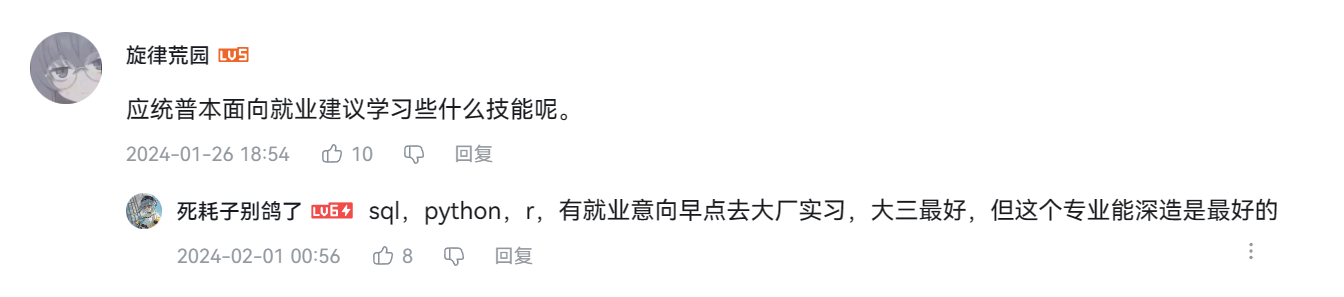 旋律荒园 LV5
应统普本面向就业建议学习些什么技能呢。
2024-01-26 18:54 10 回复
死耗子别鸽了 LV6 sql，python，r，有就业意向早点去大厂实习，大三最好，但这个专业能深造是最好的
2024-02-01 00:56 8 回复